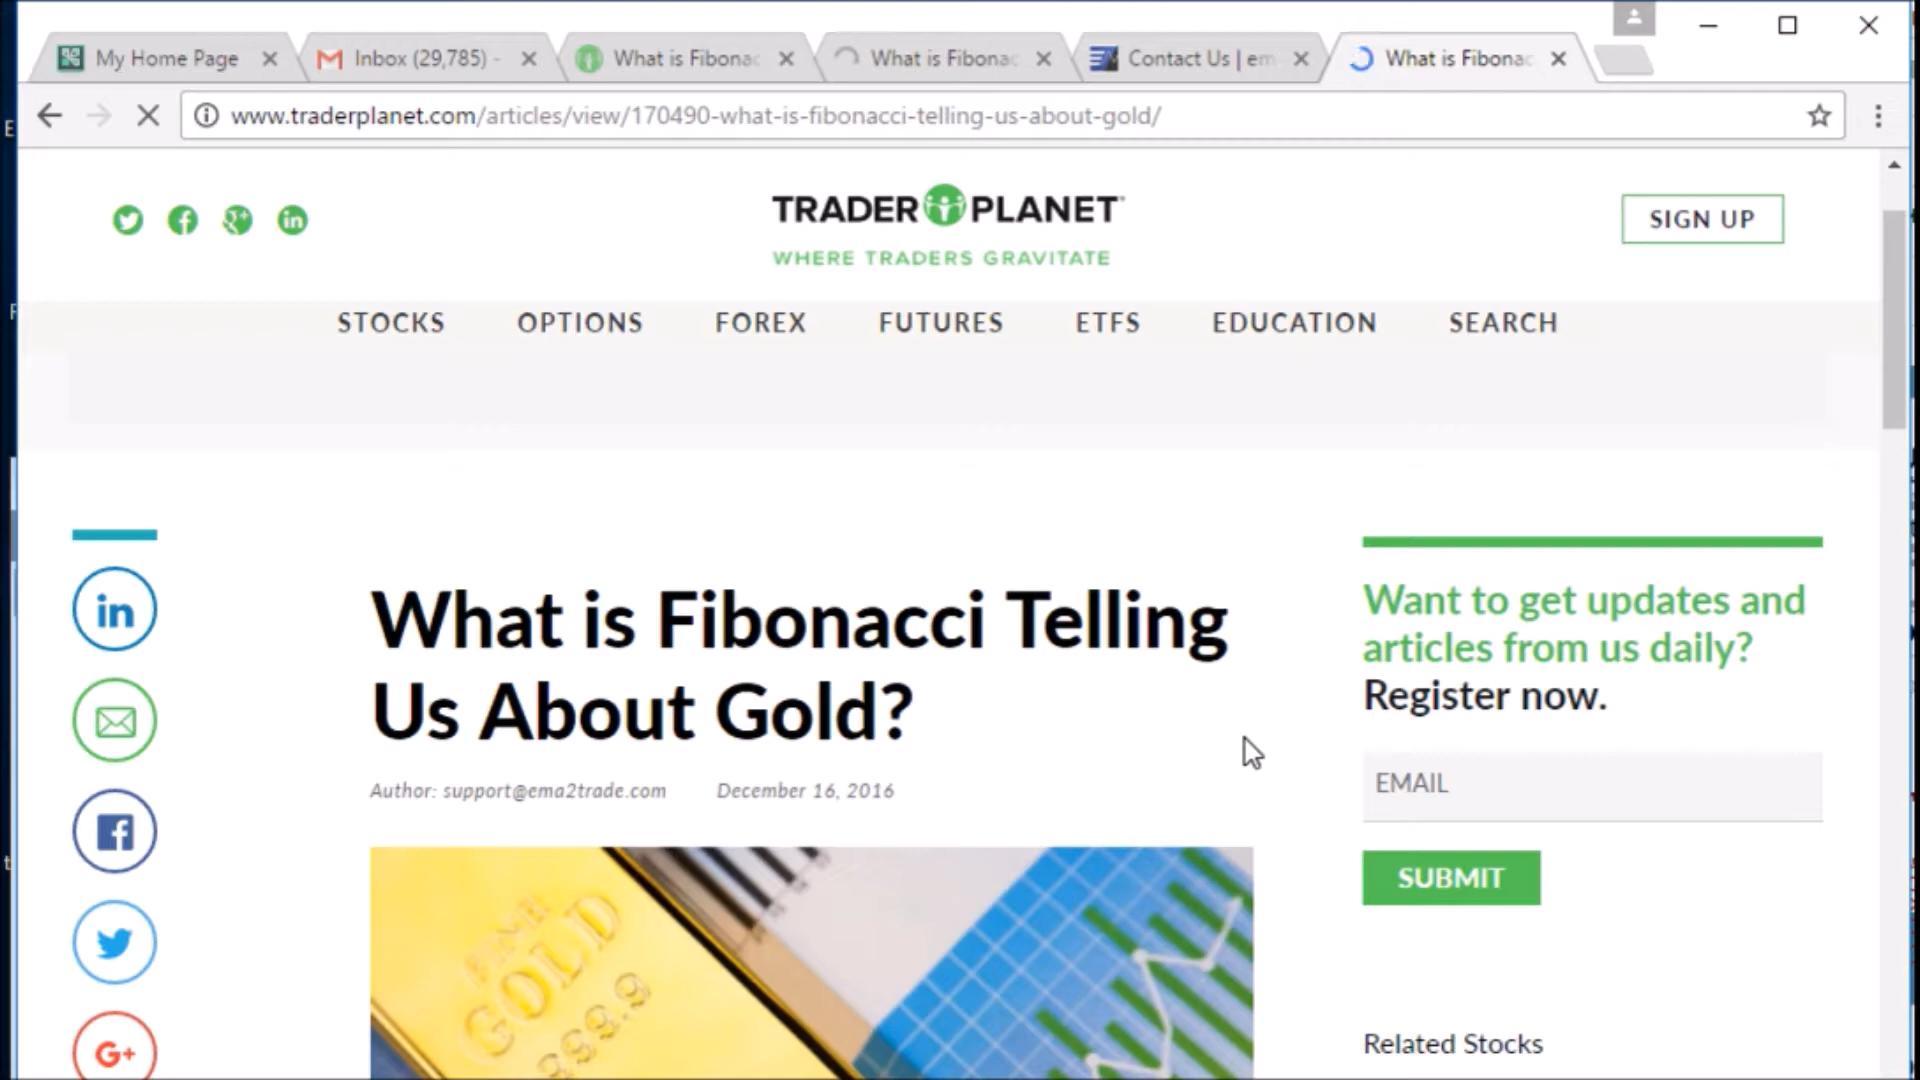 My Home Page
Inbox (29,785) -
What is Fibonac
What is Fibonac
Contact Us | em
What is Fibonac
www.traderplanet.com/articles/view/170490-what-is-fibonacci-telling-us-about-gold/
TRADER PLANET
WHERE TRADERS GRAVITATE
SIGN UP
STOCKS OPTIONS FOREX FUTURES ETFS EDUCATION SEARCH
What is Fibonacci Telling
Us About Gold?
Author: support@ema2trade.com December 16, 2016
FINE
GOLD
999.9
Want to get updates and
articles from us daily?
Register now.
EMAIL
SUBMIT
Related Stocks